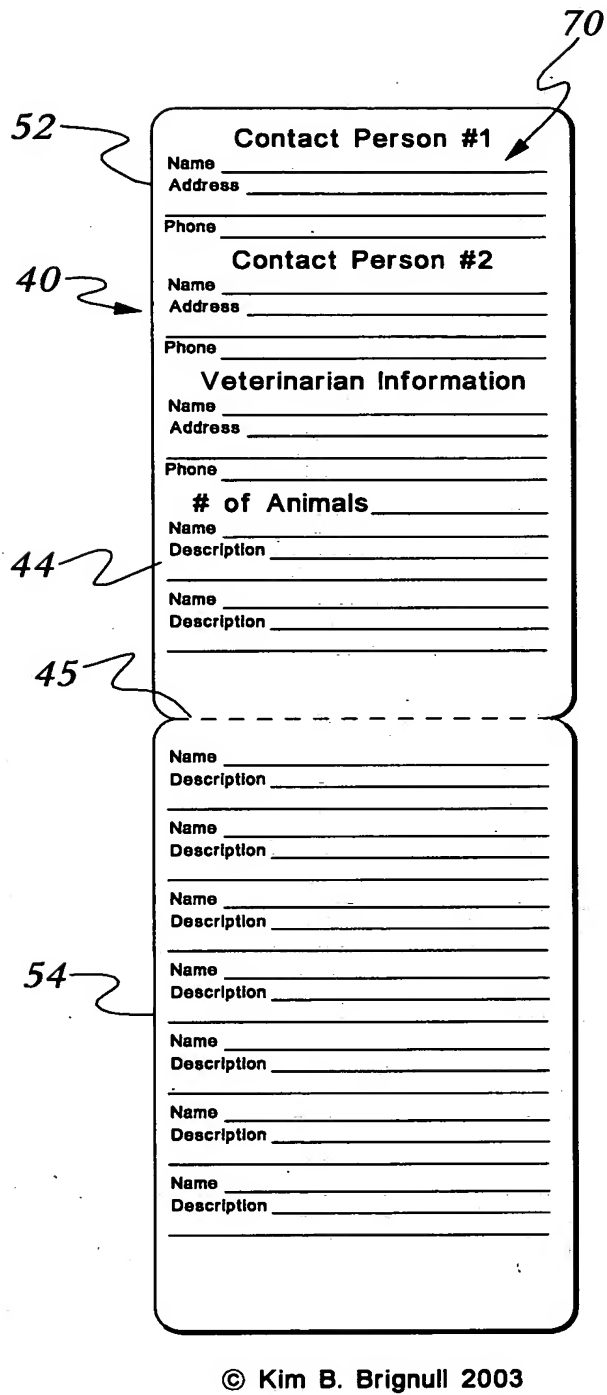 70
52
Contact Person #1
Name
Address
Phone
40
Contact Person #2
Name
Address
Phone
Veterinarian Information
Name
Address
Phone
# of Animals
Name
44
Description
Name
Description
45
Name
Description
Name
Description
Name
Description
54
Name
Description
Name
Description
Name
Description
Name
Description
© Kim B. Brignull 2003